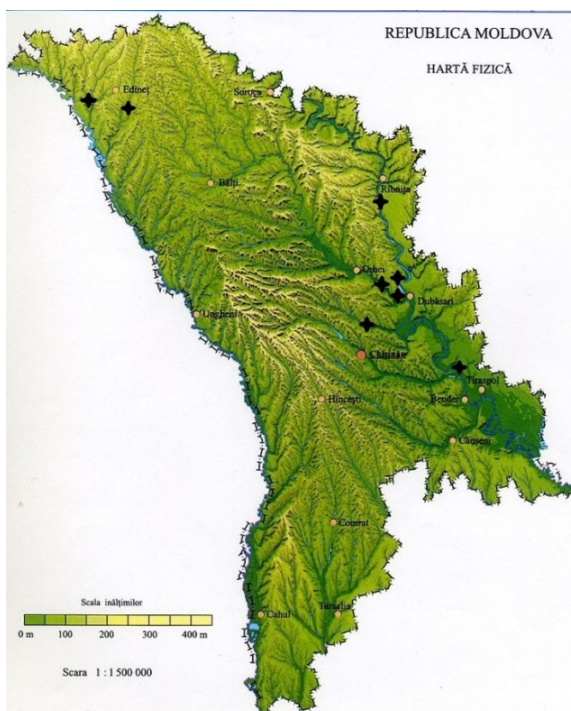 REPUBLICA MOLDOVA
HARTĂ FIZICĂ
Edineț
Soroca
Rîbnița
Bălți
Orhei
Dubăsari
Ungheni
Chișinău
Tiraspol
Hîncești
Bender
Căușeni
Comrat
Cahul
Taraclia
Scala inălțimilor
0 m 100 200 300 400 m
Scara 1 : 1 500 000